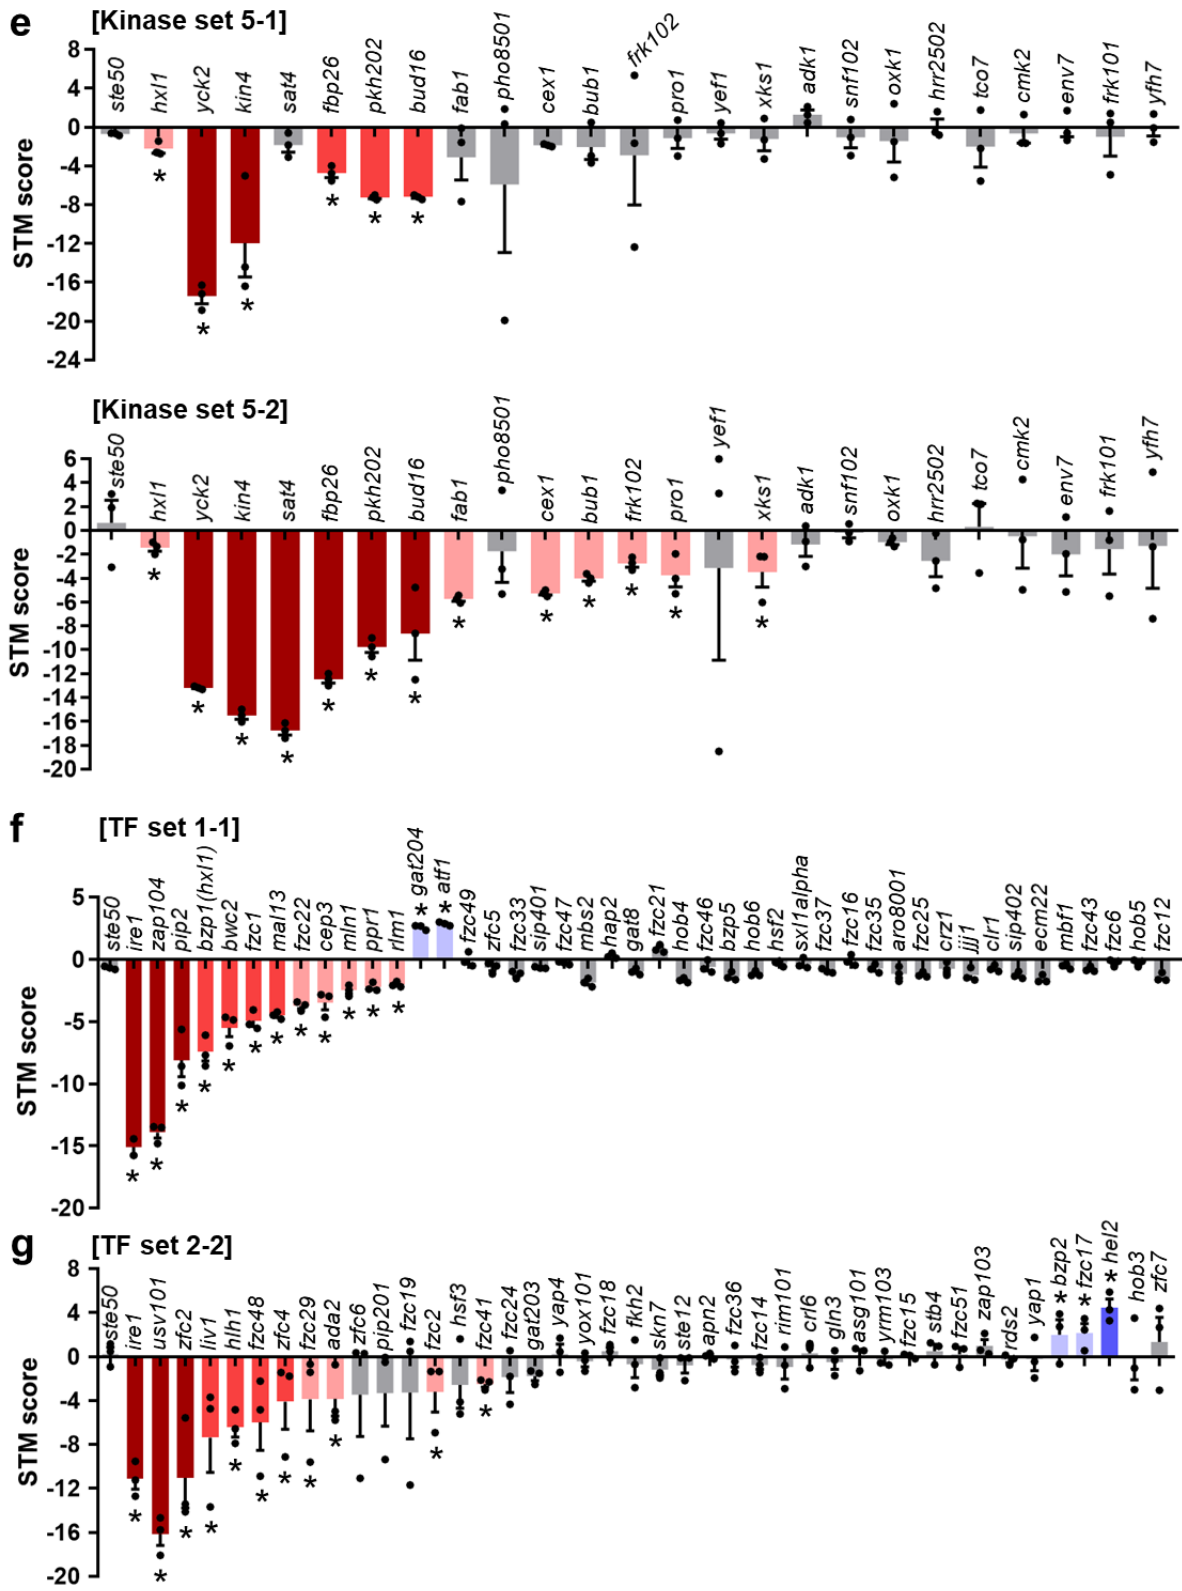 e [Kinase set 5-1]
ste50 hxl1 yck2 kin4 sat4 fbp26 pkh202 bud16 fab1 pho8501 cex1 bub1 frk102 pro1 yef1 xks1 adk1 snf102 oxk1 hrr2502 tco7 cmk2 env7 frk101 yfh7
STM score
8
4
0
-4
-8
-12
-16
-20
-24
* * * * * * *
[Kinase set 5-2]
ste50 hxl1 yck2 kin4 sat4 fbp26 pkh202 bud16 fab1 pho8501 cex1 bub1 frk102 pro1 yef1 xks1 adk1 snf102 oxk1 hrr2502 tco7 cmk2 env7 frk101 yfh7
STM score
6
4
2
0
-2
-4
-6
-8
-10
-12
-14
-16
-18
-20
* * * * * * * * * * * * * *
f [TF set 1-1]
ste50 ire1 zap104 pip2 bzp1(hxl1) bwc2 fzc1 mal13 fzc22 cep3 mln1 ppr1 rlm1 gat204 atf1 fzc49 zfc5 fzc33 sip401 fzc47 mbs2 hap2 gat8 fzc21 hob4 fzc46 bzp5 hob6 hsf2 sxl1alpha fzc37 fzc16 fzc35 aro8001 fzc25 crz1 jjj1 clr1 sip402 ecm22 mbf1 fzc43 fzc6 hob5 fzc12
STM score
5
0
-5
-10
-15
-20
* * * * * * * * * * * * * *
g [TF set 2-2]
ste50 ire1 usv101 zfc2 liv1 hlh1 fzc48 zfc4 fzc29 ada2 zfc6 pip201 fzc19 fzc2 hsf3 fzc41 fzc24 gat203 yap4 yox101 fzc18 fkh2 skn7 ste12 apn2 fzc36 fzc14 rim101 crl6 gln3 asg101 yrm103 fzc15 stb4 fzc51 zap103 rds2 yap1 bzp2 fzc17 hel2 hob3 zfc7
STM score
8
4
0
-4
-8
-12
-16
-20
* * * * * * * * * * * * * *